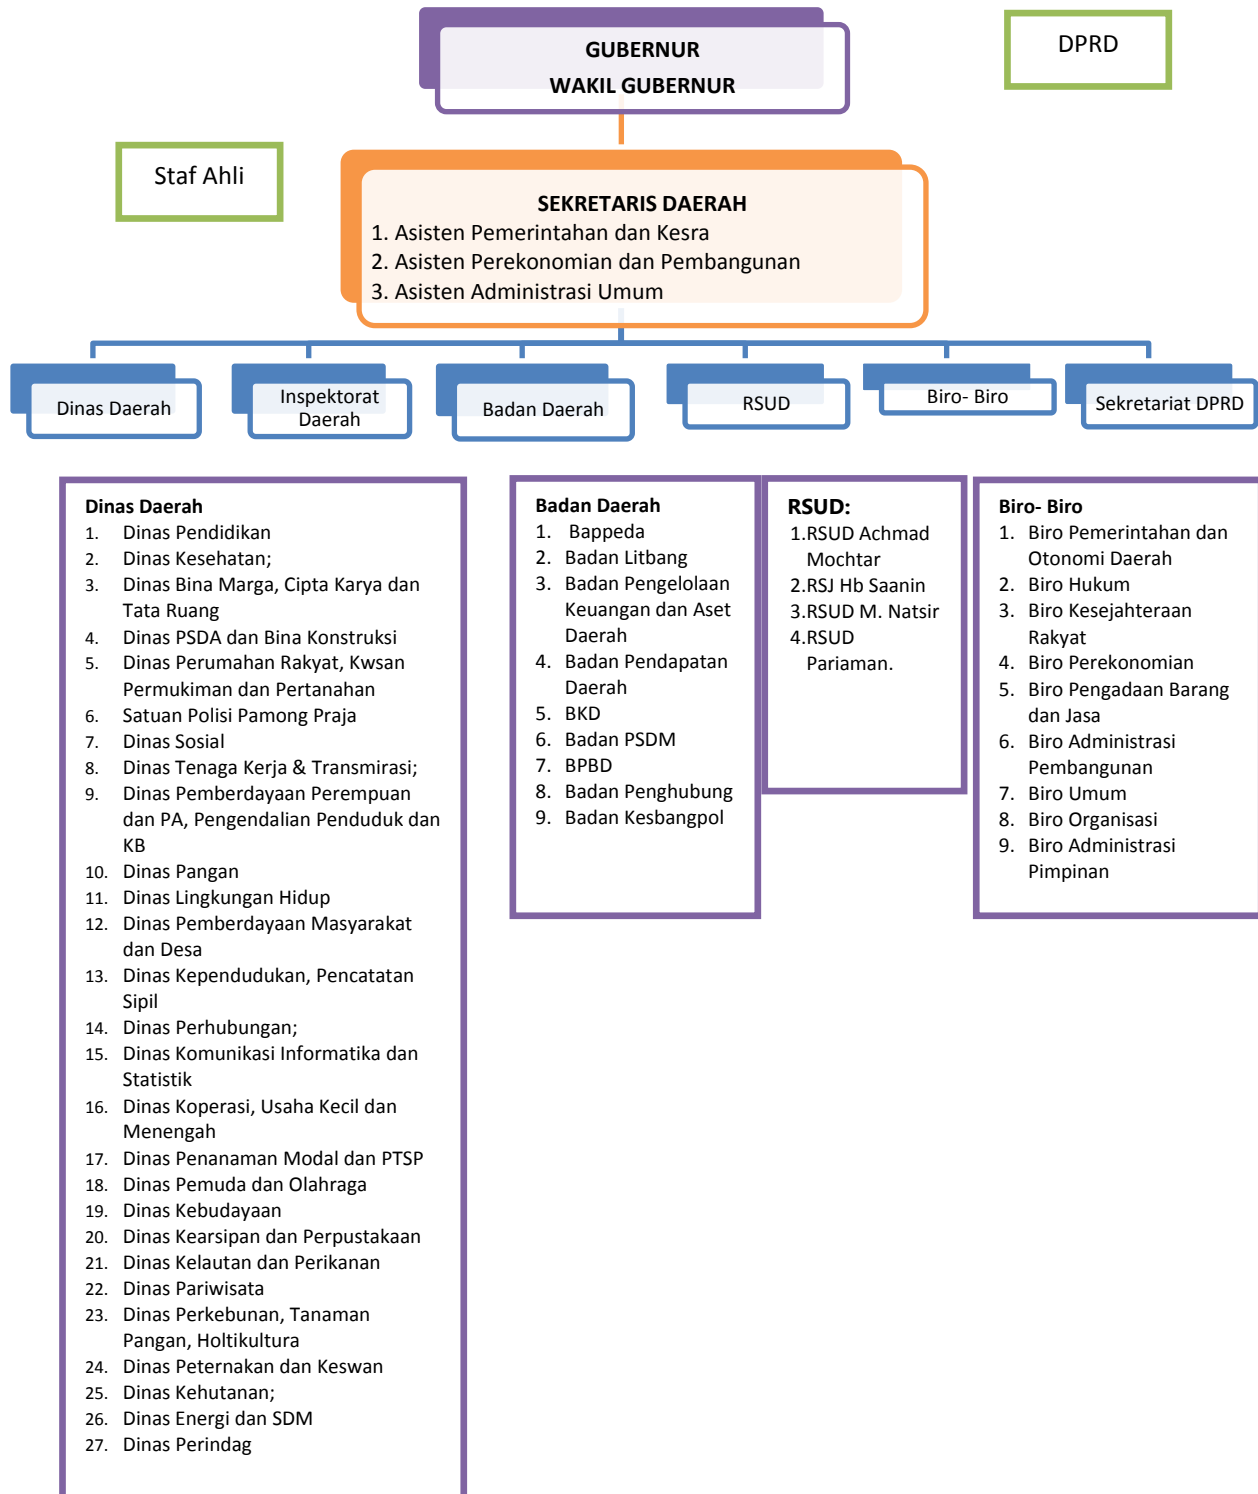 GUBERNUR
WAKIL GUBERNUR
DPRD
Staf Ahli
SEKRETARIS DAERAH
1. Asisten Pemerintahan dan Kesra
2. Asisten Perekonomian dan Pembangunan
3. Asisten Administrasi Umum
Dinas Daerah
Inspektorat
Daerah
Badan Daerah
RSUD
Biro- Biro
Sekretariat DPRD
Dinas Daerah
1. Dinas Pendidikan
2. Dinas Kesehatan;
3. Dinas Bina Marga, Cipta Karya dan
Tata Ruang
4. Dinas PSDA dan Bina Konstruksi
5. Dinas Perumahan Rakyat, Kwsan
Permukiman dan Pertanahan
6. Satuan Polisi Pamong Praja
7. Dinas Sosial
8. Dinas Tenaga Kerja & Transmirasi;
9. Dinas Pemberdayaan Perempuan
dan PA, Pengendalian Penduduk dan
KB
10. Dinas Pangan
11. Dinas Lingkungan Hidup
12. Dinas Pemberdayaan Masyarakat
dan Desa
13. Dinas Kependudukan, Pencatatan
Sipil
14. Dinas Perhubungan;
15. Dinas Komunikasi Informatika dan
Statistik
16. Dinas Koperasi, Usaha Kecil dan
Menengah
17. Dinas Penanaman Modal dan PTSP
18. Dinas Pemuda dan Olahraga
19. Dinas Kebudayaan
20. Dinas Kearsipan dan Perpustakaan
21. Dinas Kelautan dan Perikanan
22. Dinas Pariwisata
23. Dinas Perkebunan, Tanaman
Pangan, Holtikultura
24. Dinas Peternakan dan Keswan
25. Dinas Kehutanan;
26. Dinas Energi dan SDM
27. Dinas Perindag
Badan Daerah
1. Bappeda
2. Badan Litbang
3. Badan Pengelolaan
Keuangan dan Aset
Daerah
4. Badan Pendapatan
Daerah
5. BKD
6. Badan PSDM
7. BPBD
8. Badan Penghubung
9. Badan Kesbangpol
RSUD:
1.RSUD Achmad
Mochtar
2.RSJ Hb Saanin
3.RSUD M. Natsir
4.RSUD
Pariaman.
Biro- Biro
1. Biro Pemerintahan dan
Otonomi Daerah
2. Biro Hukum
3. Biro Kesejahteraan
Rakyat
4. Biro Perekonomian
5. Biro Pengadaan Barang
dan Jasa
6. Biro Administrasi
Pembangunan
7. Biro Umum
8. Biro Organisasi
9. Biro Administrasi
Pimpinan